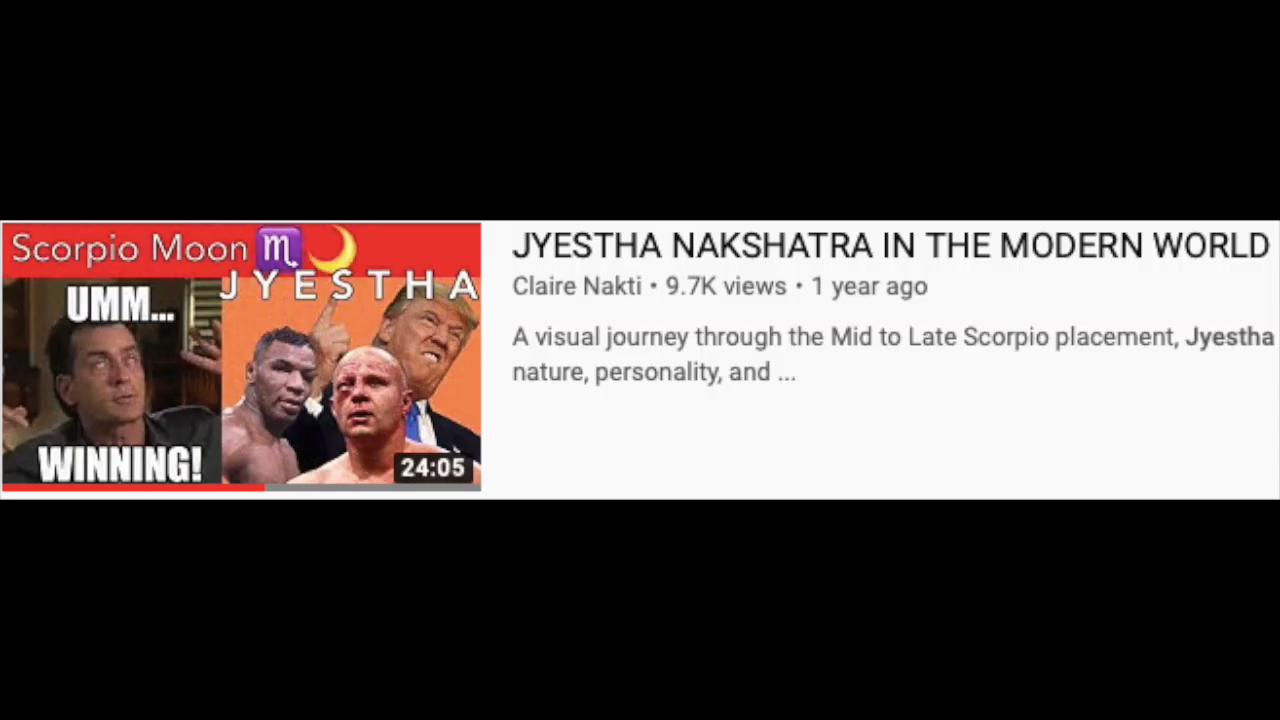 Scorpio Moon ♏🌙
JYESTHA
UMM...
WINNING!
24:05
JYESTHA NAKSHATRA IN THE MODERN WORLD
Claire Nakti • 9.7K views • 1 year ago
A visual journey through the Mid to Late Scorpio placement, Jyestha
nature, personality, and ...